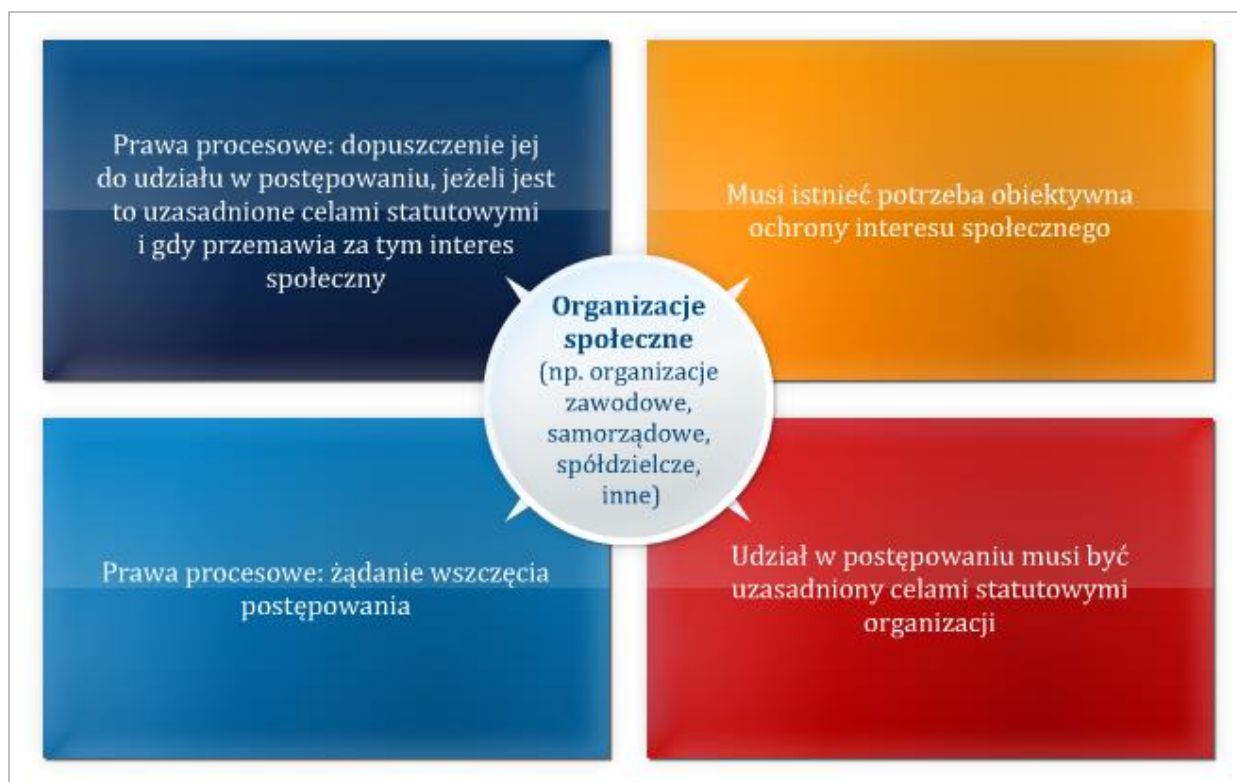 Prawa procesowe: dopuszczenie jej
do udziału w postępowaniu, jeżeli jest
to uzasadnione celami statutowymi
i gdy przemawia za tym interes
społeczny
Musi istnieć potrzeba obiektywna
ochrony interesu społecznego
Organizacje
społeczne
(np. organizacje
zawodowe,
samorządowe,
spółdzielcze,
inne)
Prawa procesowe: żądanie wszczęcia
postępowania
Udział w postępowaniu musi być
uzasadniony celami statutowymi
organizacji